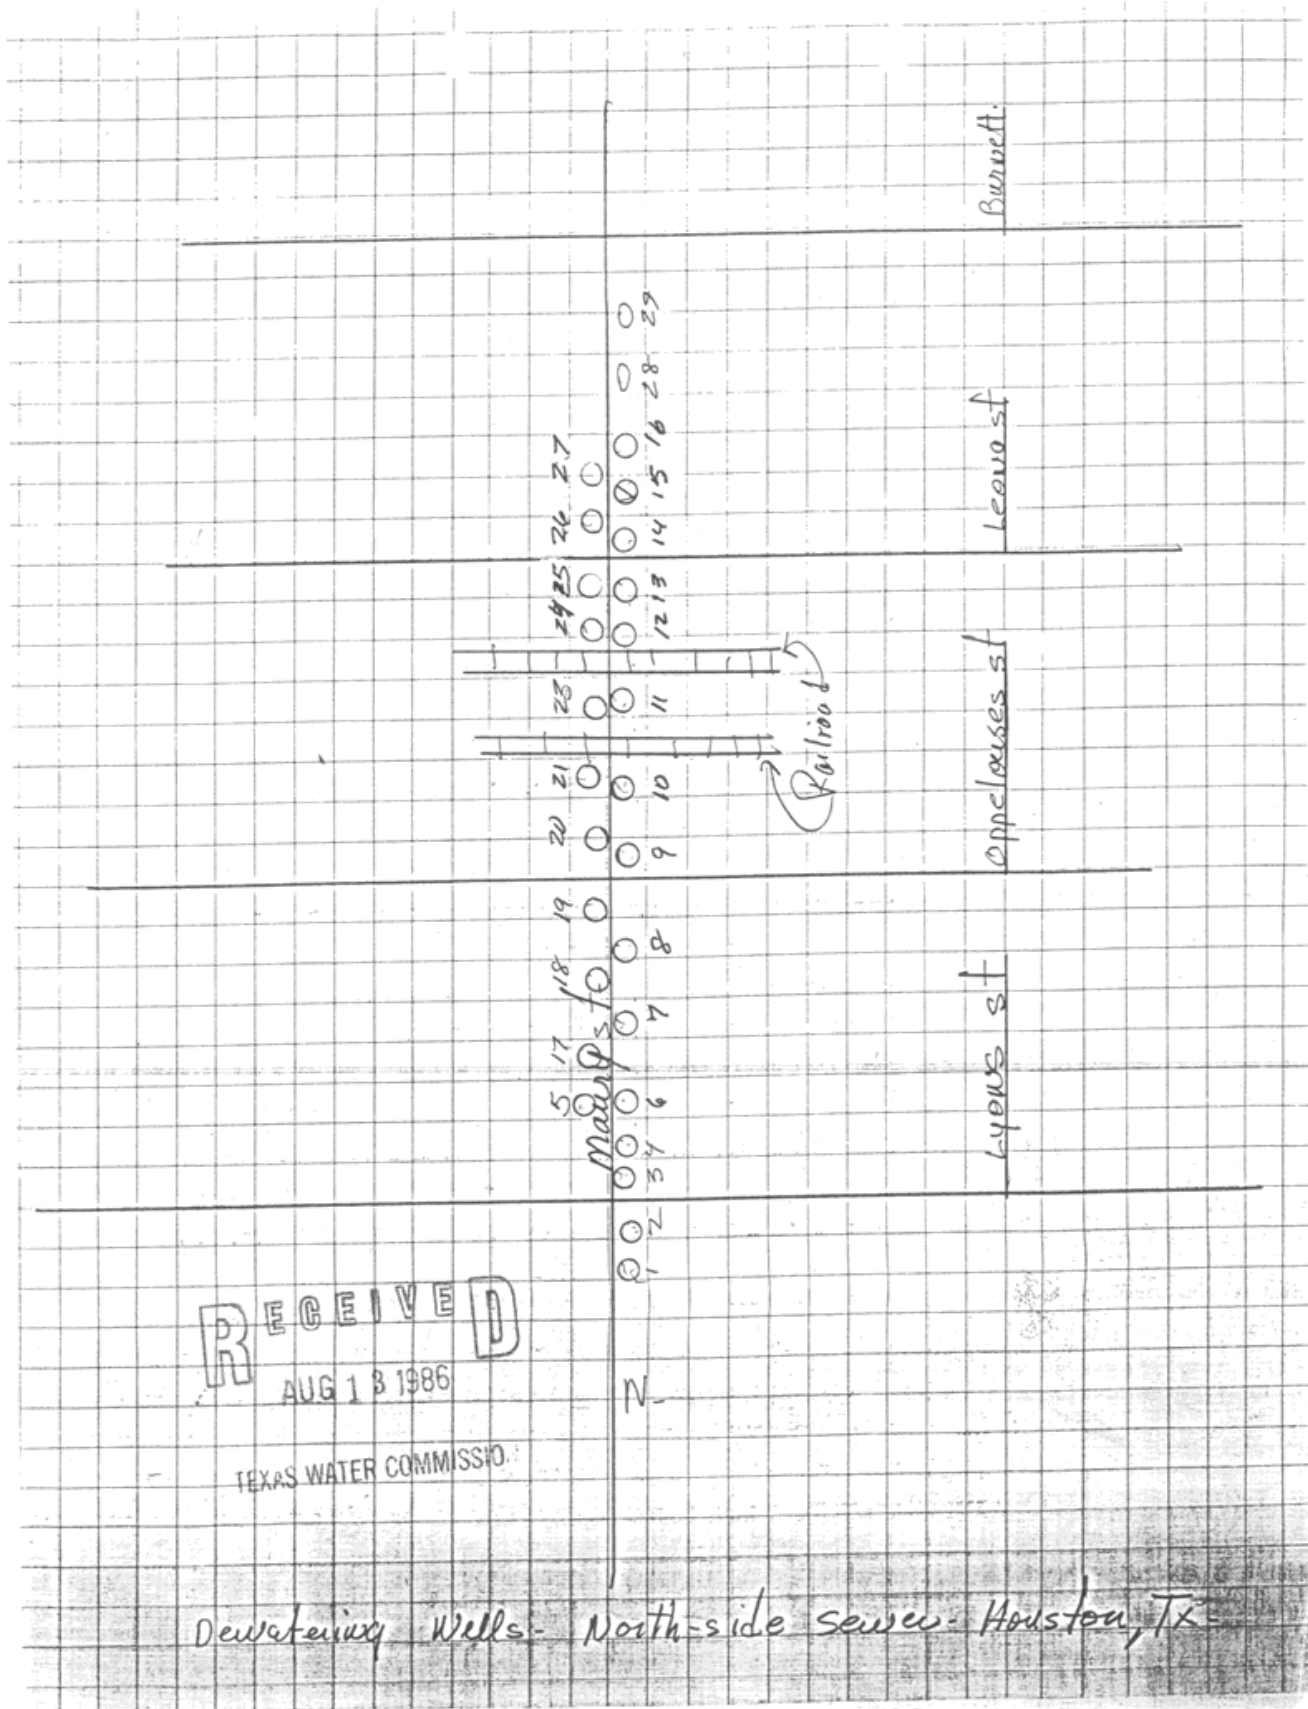 Burnett.
29
28
16
27
15
26
14
Leona st
25
13
24
12
23
11
Railroad
21
10
Oppelouses st
20
9
19
8
18
Maury st
7
17
5
6
4
3
Lyons st
2
1
RECEIVED
AUG 13 1986
N
TEXAS WATER COMMISSIO
Dewatering Wells - North-side sewer - Houston, TX -